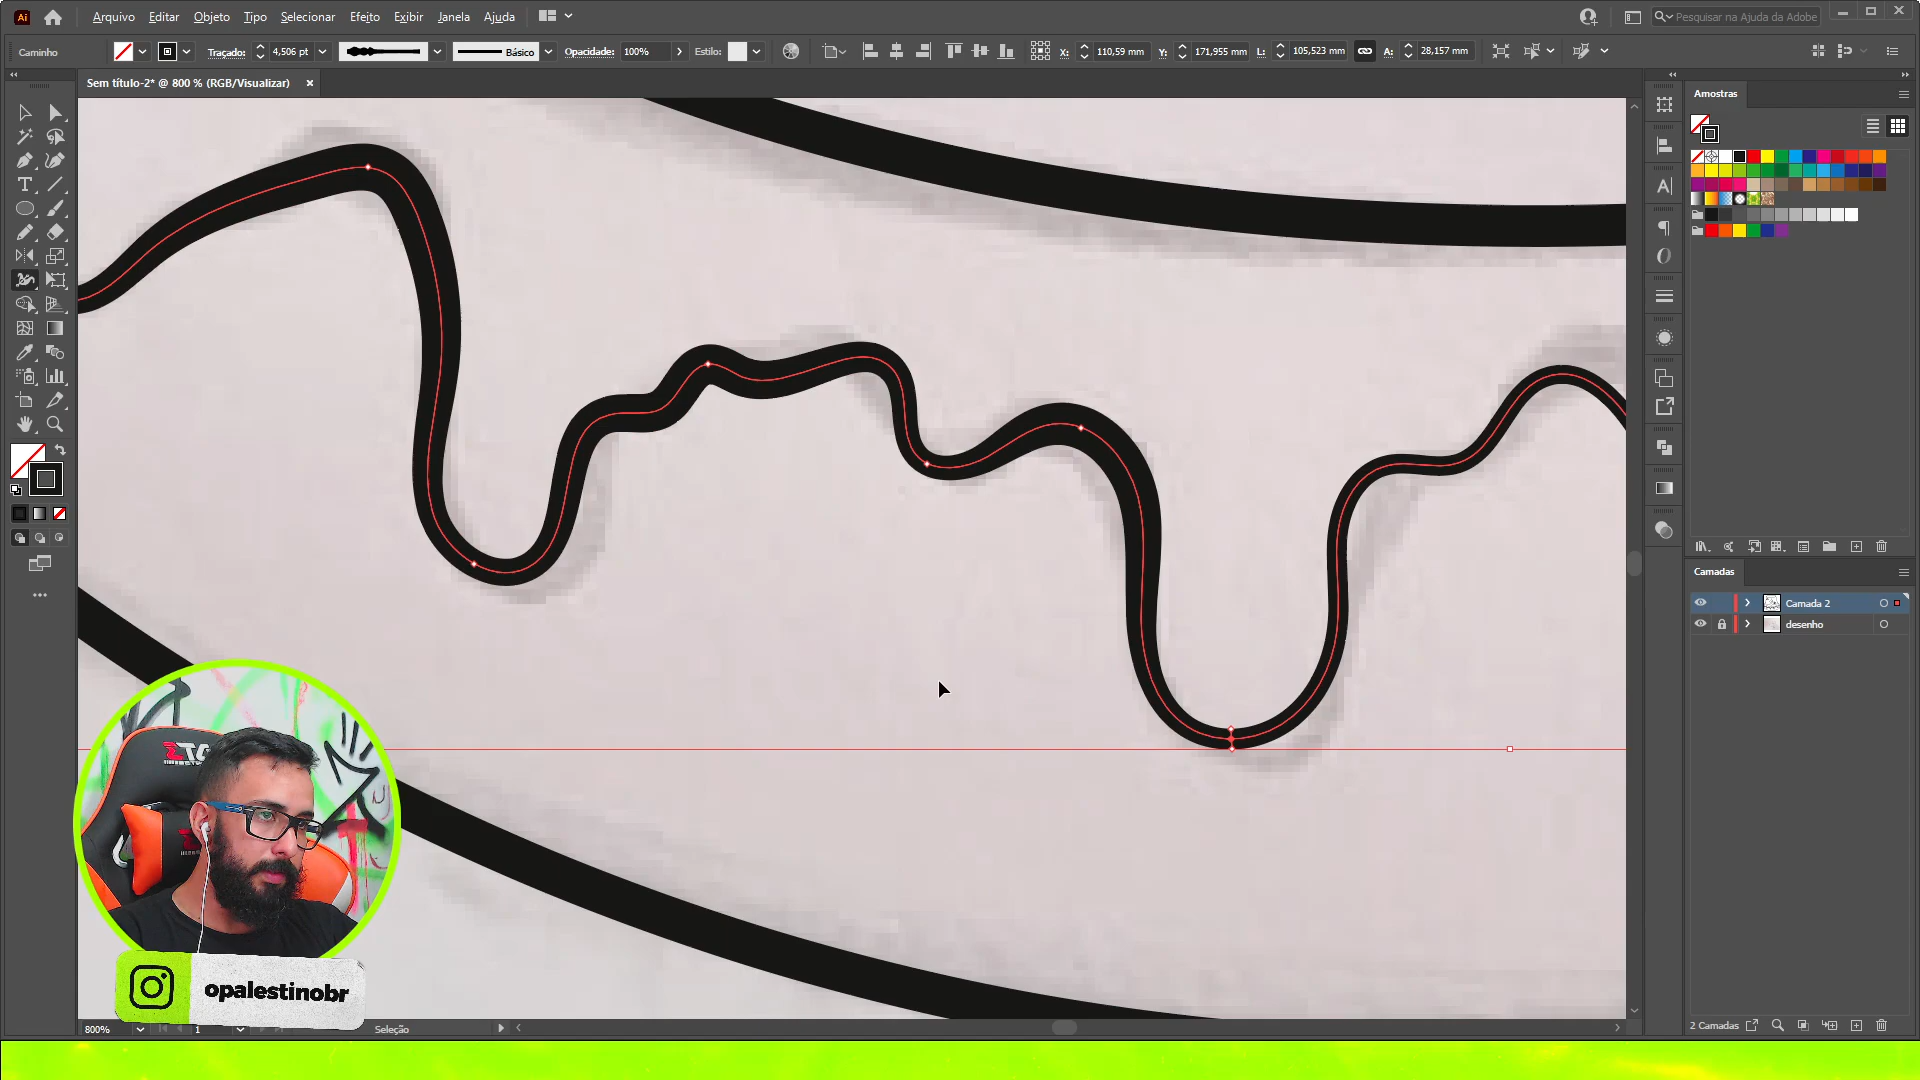 Arquivo Editar Objeto Tipo Selecionar Efeito Exibir Janela Ajuda Pesquisar na Ajuda da Adobe
Caminho Traçado: 4,506 pt Básico Opacidade: 100% Estilo: X: 110,59 mm Y: 171,955 mm L: 105,523 mm A: 28,157 mm
Sem título-2* @ 800 % (RGB/Visualizar)
Amostras
Camadas
Camada 2
desenho
opalestinobr
800% 1 Seleção
2 Camadas